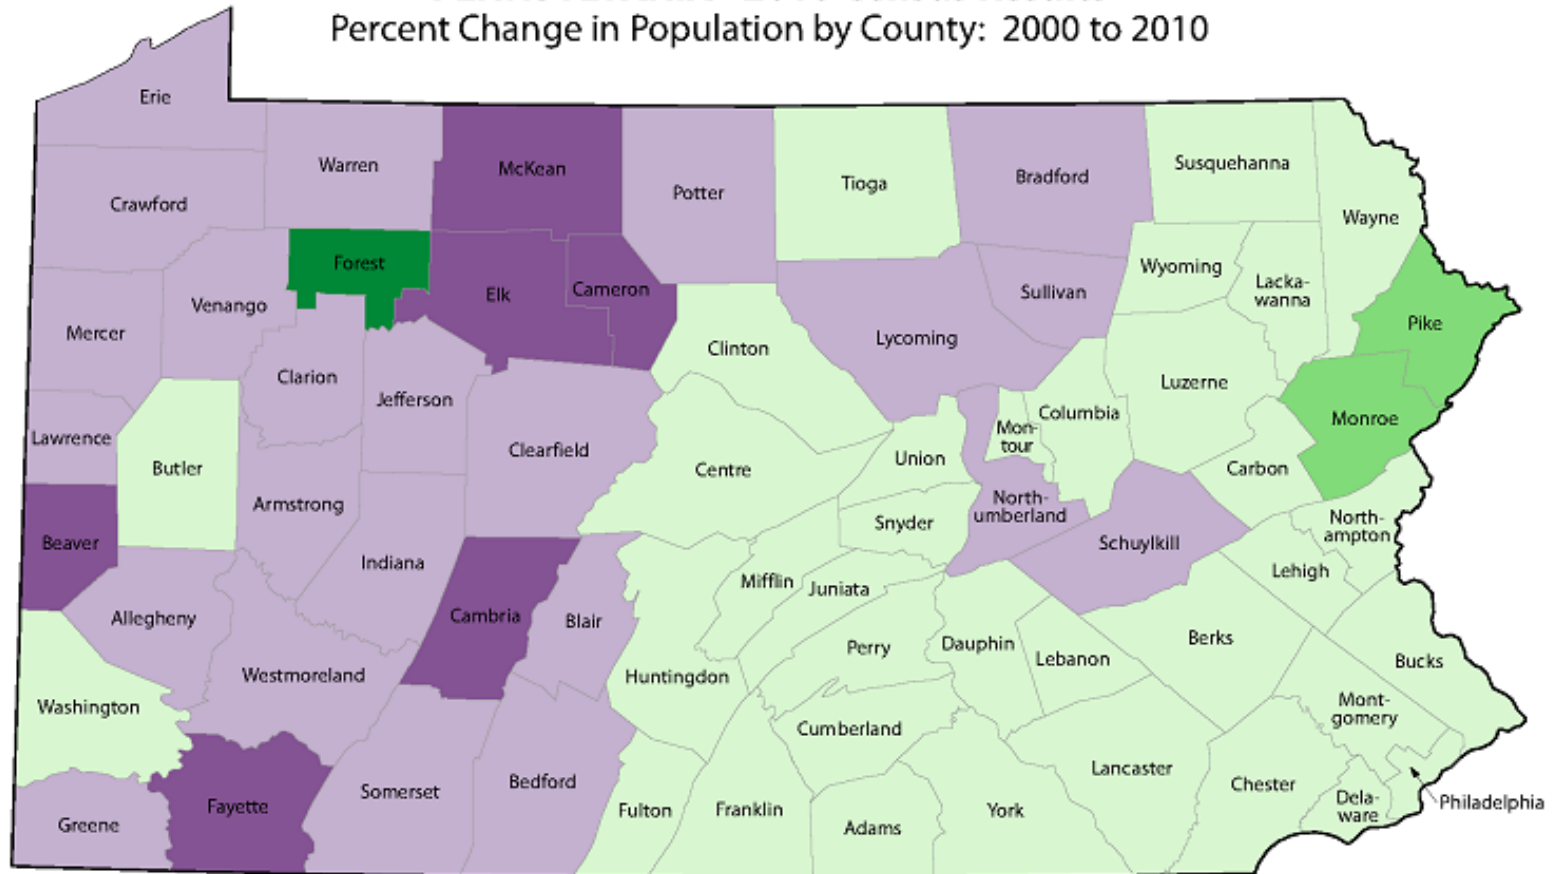 Percent Change in Population by County: 2000 to 2010
Erie
Warren
McKean
Potter
Tioga
Bradford
Susquehanna
Wayne
Crawford
Forest
Elk
Cameron
Sullivan
Wyoming
Lacka-
wanna
Venango
Mercer
Pike
Lycoming
Clinton
Clarion
Jefferson
Luzerne
Columbia
Mon-
tour
Monroe
Lawrence
Butler
Clearfield
Centre
Union
Carbon
Armstrong
North-
umberland
Snyder
Schuylkill
North-
ampton
Beaver
Indiana
Lehigh
Mifflin
Juniata
Allegheny
Cambria
Blair
Perry
Dauphin
Lebanon
Berks
Bucks
Westmoreland
Huntingdon
Washington
Cumberland
Mont-
gomery
Lancaster
Chester
Bedford
Somerset
Fayette
Greene
Fulton
Franklin
Adams
York
Dela-
ware
Philadelphia